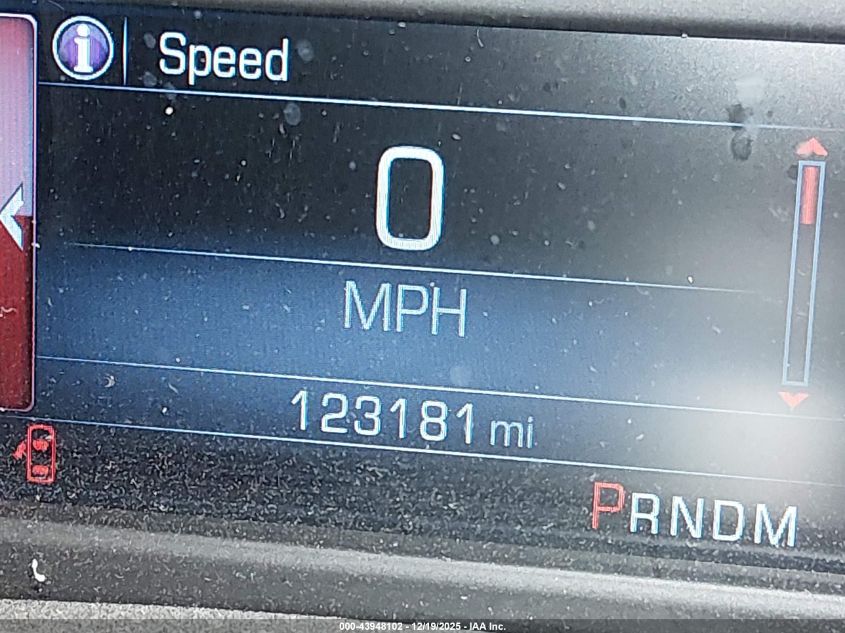 i Speed
0
MPH
123181 mi
PRNDM
000-43948102 - 12/19/2025 - IAA Inc.